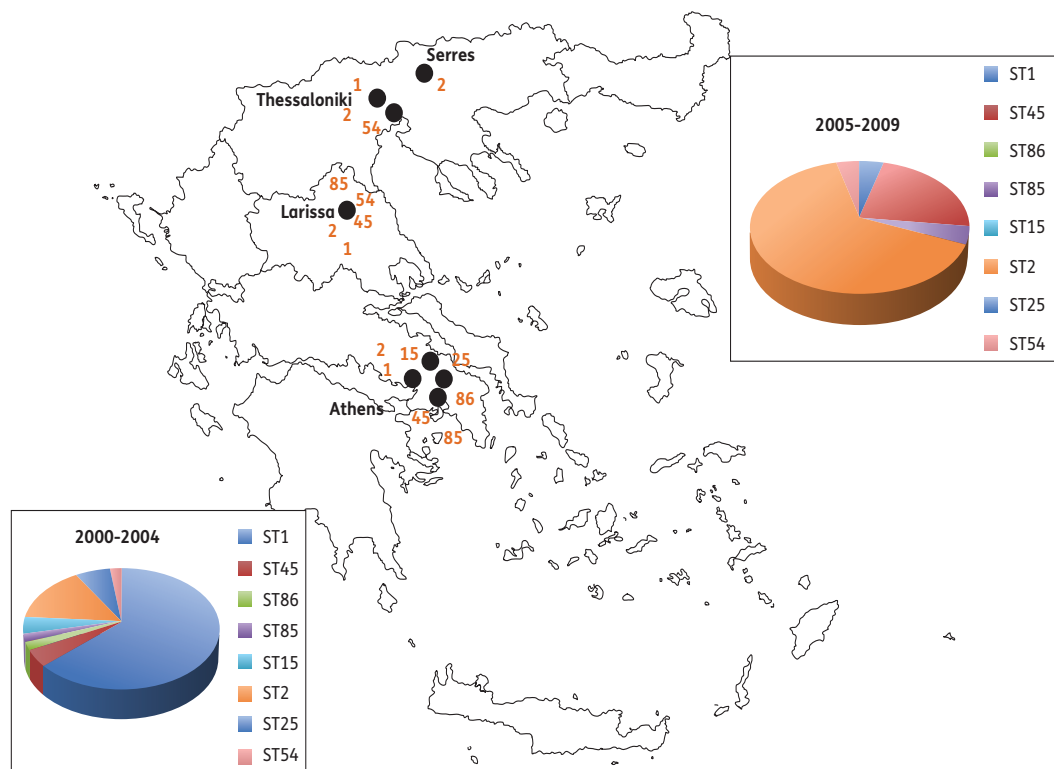 Serres
2
1
Thessaloniki
2
54
85
54
Larissa
45
2
1
2
15
25
1
86
Athens
45
85
2005-2009
ST1
ST45
ST86
ST85
ST15
ST2
ST25
ST54
2000-2004
ST1
ST45
ST86
ST85
ST15
ST2
ST25
ST54